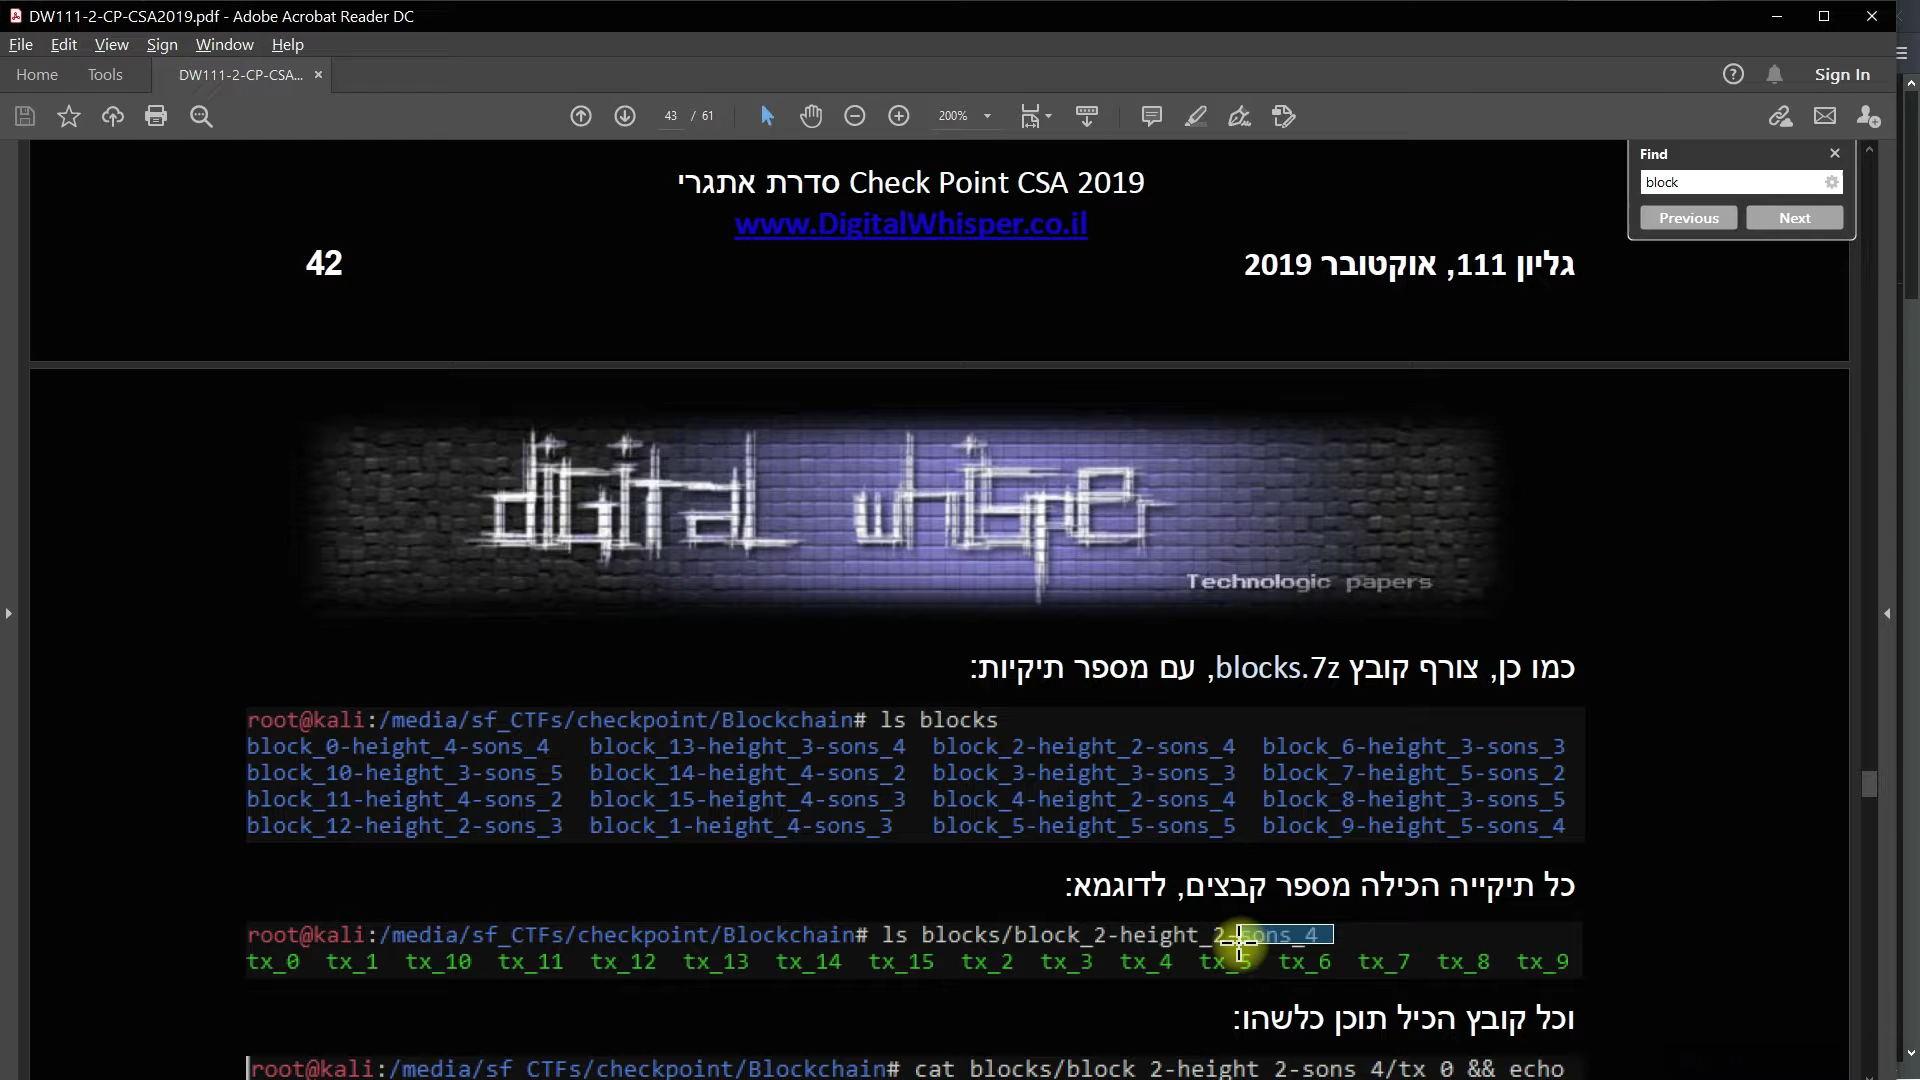 DW111-2-CP-CSA2019.pdf - Adobe Acrobat Reader DC
File Edit View Sign Window Help
Home Tools DW111-2-CP-CSA... × Sign In
43 / 61 200%
Find
block
Previous Next
סדרת אתגרי Check Point CSA 2019
www.DigitalWhisper.co.il
גליון 111, אוקטובר 2019
42
digital whisper
Technologic papers
כמו כן, צורף קובץ blocks.7z, עם מספר תיקיות:
root@kali:/media/sf_CTFs/checkpoint/Blockchain# ls blocks
block_0-height_4-sons_4 block_13-height_3-sons_4 block_2-height_2-sons_4 block_6-height_3-sons_3
block_10-height_3-sons_5 block_14-height_4-sons_2 block_3-height_3-sons_3 block_7-height_5-sons_2
block_11-height_4-sons_2 block_15-height_4-sons_3 block_4-height_2-sons_4 block_8-height_3-sons_5
block_12-height_2-sons_3 block_1-height_4-sons_3 block_5-height_5-sons_5 block_9-height_5-sons_4
כל תיקייה הכילה מספר קבצים, לדוגמא:
root@kali:/media/sf_CTFs/checkpoint/Blockchain# ls blocks/block_2-height_2-sons_4
tx_0 tx_1 tx_10 tx_11 tx_12 tx_13 tx_14 tx_15 tx_2 tx_3 tx_4 tx_5 tx_6 tx_7 tx_8 tx_9
וכל קובץ הכיל תוכן כלשהו:
root@kali:/media/sf_CTFs/checkpoint/Blockchain# cat blocks/block_2-height_2-sons_4/tx_0 && echo